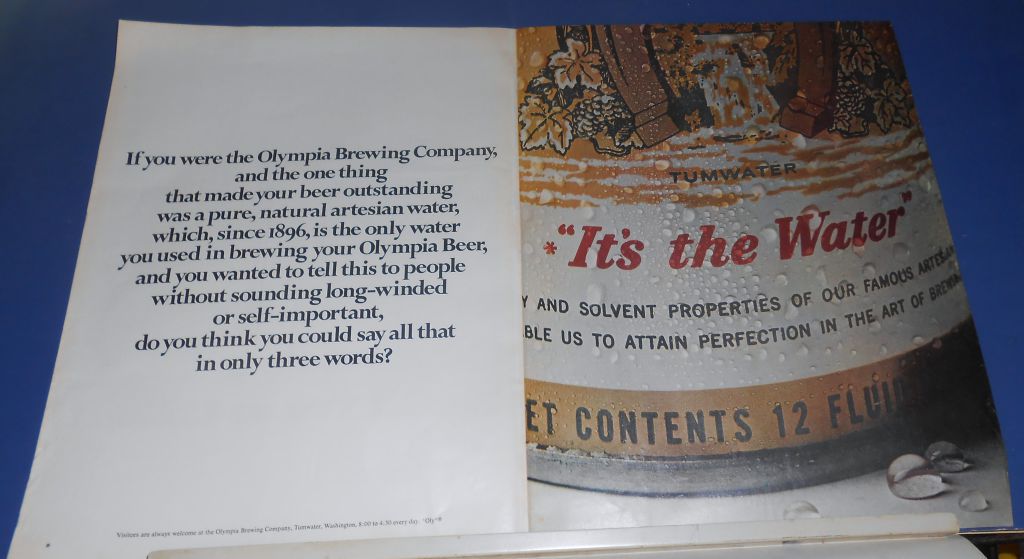 If you were the Olympia Brewing Company,
and the one thing
that made your beer outstanding
was a pure, natural artesian water,
which, since 1896, is the only water
you used in brewing your Olympia Beer,
and you wanted to tell this to people
without sounding long-winded
or self-important,
do you think you could say all that
in only three words?
Visitors are always welcome at the Olympia Brewing Company, Tumwater, Washington, 8:00 to 4:30 every day. "Oly"®
TUMWATER
*"It's the Water"
Y AND SOLVENT PROPERTIES OF OUR FAMOUS ARTESIAN
BLE US TO ATTAIN PERFECTION IN THE ART OF BREWIN
ET CONTENTS 12 FLUID